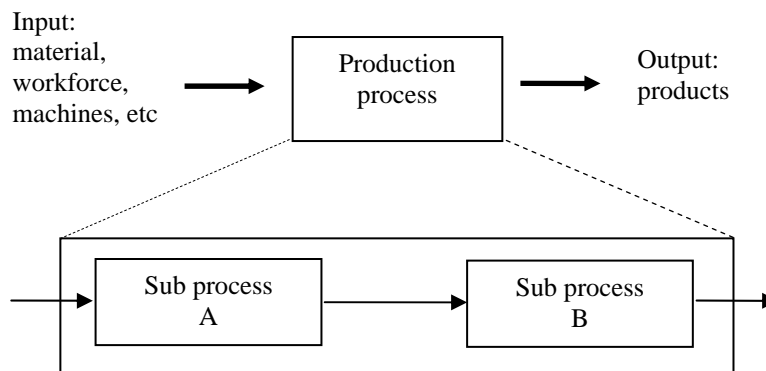 Input:
material,
workforce,
machines, etc
Production
process
Output:
products
Sub process
A
Sub process
B